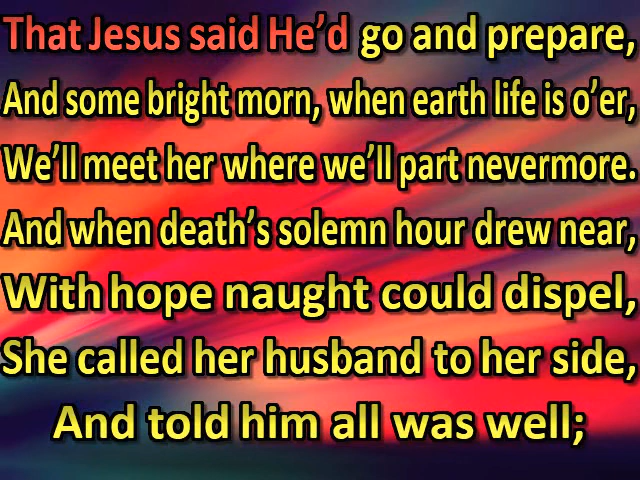 That Jesus said He’d go and prepare,
And some bright morn, when earth life is o’er,
We’ll meet her where we’ll part nevermore.
And when death’s solemn hour drew near,
With hope naught could dispel,
She called her husband to her side,
And told him all was well;